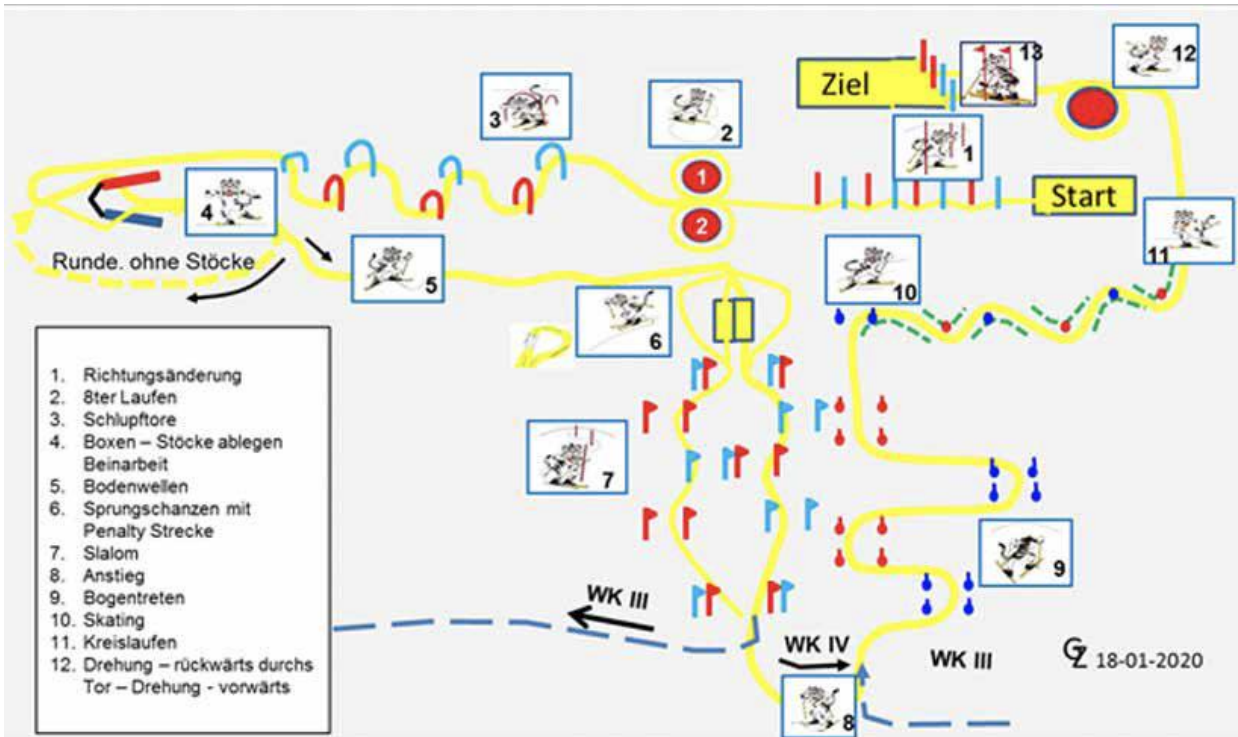 Ziel
13
12
3
2
1
1
Start
4
2
11
Runde. ohne Stöcke
5
10
6
1. Richtungsänderung
2. 8ter Laufen
3. Schlupftore
4. Boxen – Stöcke ablegen
Beinarbeit
5. Bodenwellen
6. Sprungschanzen mit
Penalty Strecke
7. Slalom
8. Anstieg
9. Bogentreten
10. Skating
11. Kreislaufen
12. Drehung – rückwärts durchs
Tor – Drehung - vorwärts
7
9
WK III
WK IV
WK III
GZ 18-01-2020
8